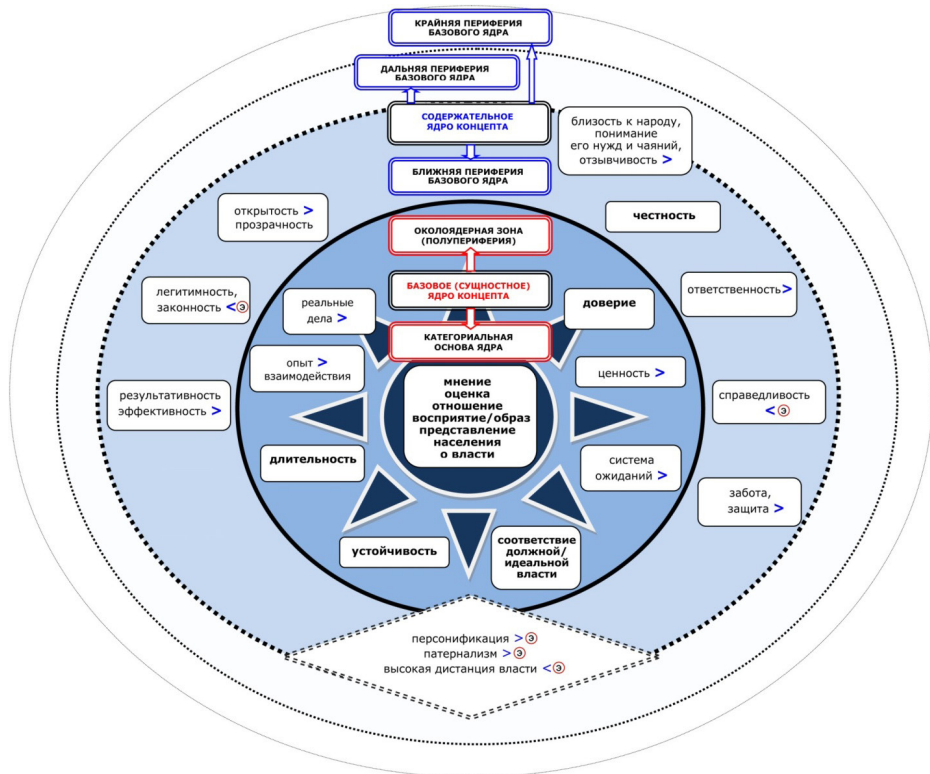 КРАЙНЯЯ ПЕРИФЕРИЯ
БАЗОВОГО ЯДРА
ДАЛЬНЯЯ ПЕРИФЕРИЯ
БАЗОВОГО ЯДРА
СОДЕРЖАТЕЛЬНОЕ
ЯДРО КОНЦЕПТА
близость к народу,
понимание
его нужд и чаяний,
отзывчивость >
БЛИЖНЯЯ ПЕРИФЕРИЯ
БАЗОВОГО ЯДРА
открытость >
прозрачность
честность
ОКОЛОЯДЕРНАЯ ЗОНА
(ПОЛУПЕРИФЕРИЯ)
легитимность,
законность < э
реальные
дела >
БАЗОВОЕ (СУЩНОСТНОЕ)
ЯДРО КОНЦЕПТА
доверие
ответственность >
КАТЕГОРИАЛЬНАЯ
ОСНОВА ЯДРА
опыт >
взаимодействия
ценность >
результативность
эффективность >
мнение
оценка
отношение
восприятие/образ
представление
населения
о власти
справедливость
< э
длительность
система
ожиданий >
забота,
защита >
устойчивость
соответствие
должной/
идеальной
власти
персонификация > э
патернализм > э
высокая дистанция власти < э